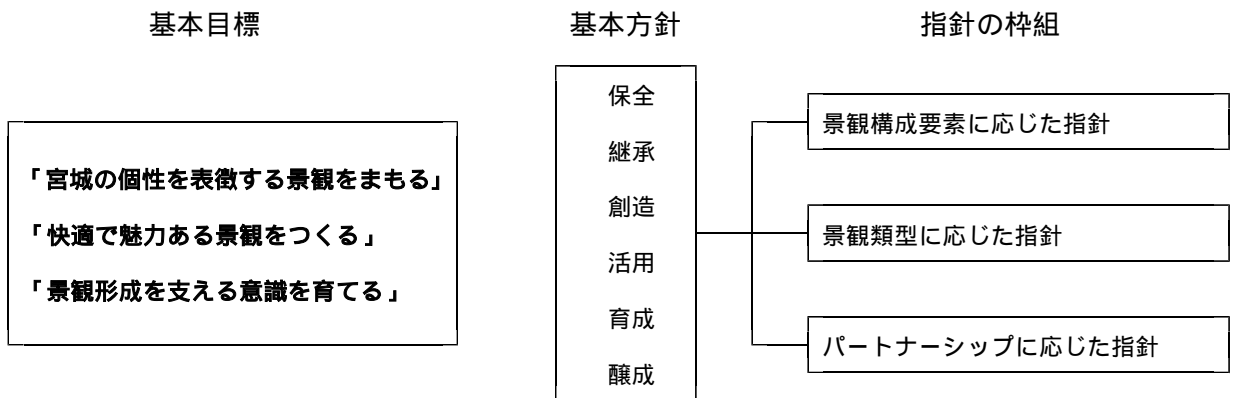 基本目標
基本方針
指針の枠組
「宮城の個性を表徴する景観をまもる」
「快適で魅力ある景観をつくる」
「景観形成を支える意識を育てる」
保全
継承
創造
活用
育成
醸成
景観構成要素に応じた指針
景観類型に応じた指針
パートナーシップに応じた指針